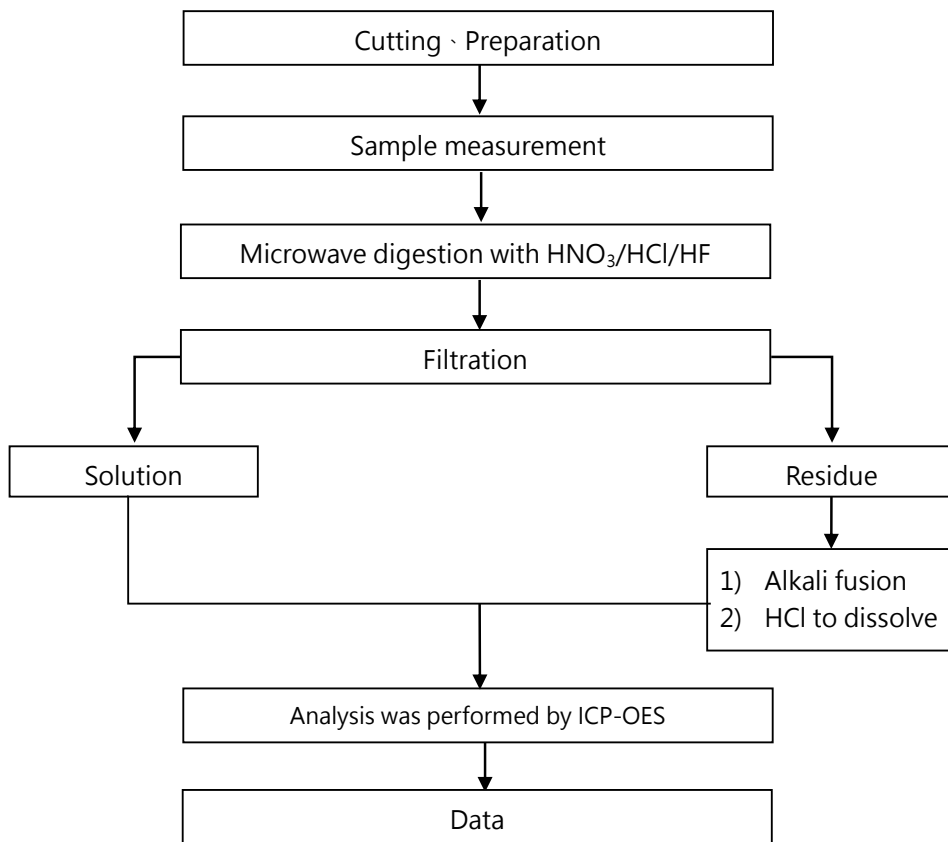 Cutting、Preparation
Sample measurement
Microwave digestion with HNO₃/HCl/HF
Filtration
Solution
Residue
1) Alkali fusion
2) HCl to dissolve
Analysis was performed by ICP-OES
Data